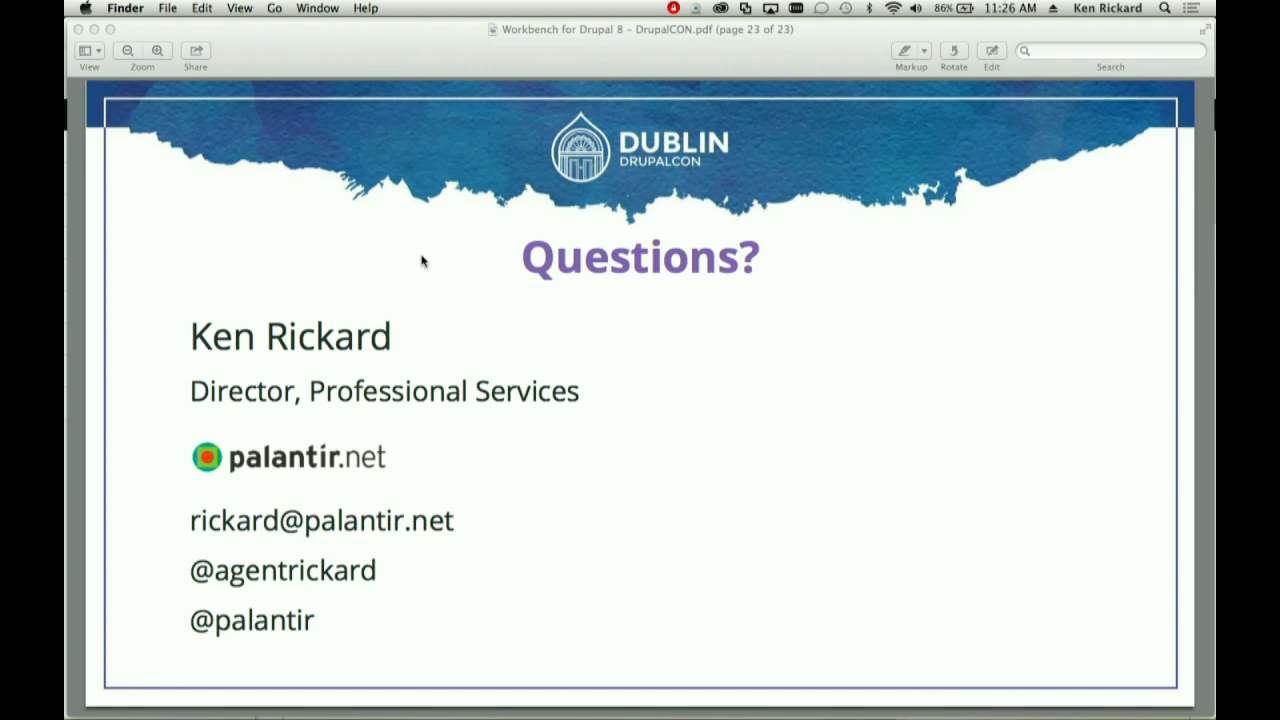 Finder File Edit View Go Window Help 86% 11:26 AM Ken Rickard
Workbench for Drupal 8 – DrupalCON.pdf (page 23 of 23)
View Zoom Share Markup Rotate Edit Search
DUBLIN
DRUPALCON
Questions?
Ken Rickard
Director, Professional Services
palantir.net
rickard@palantir.net
@agentrickard
@palantir